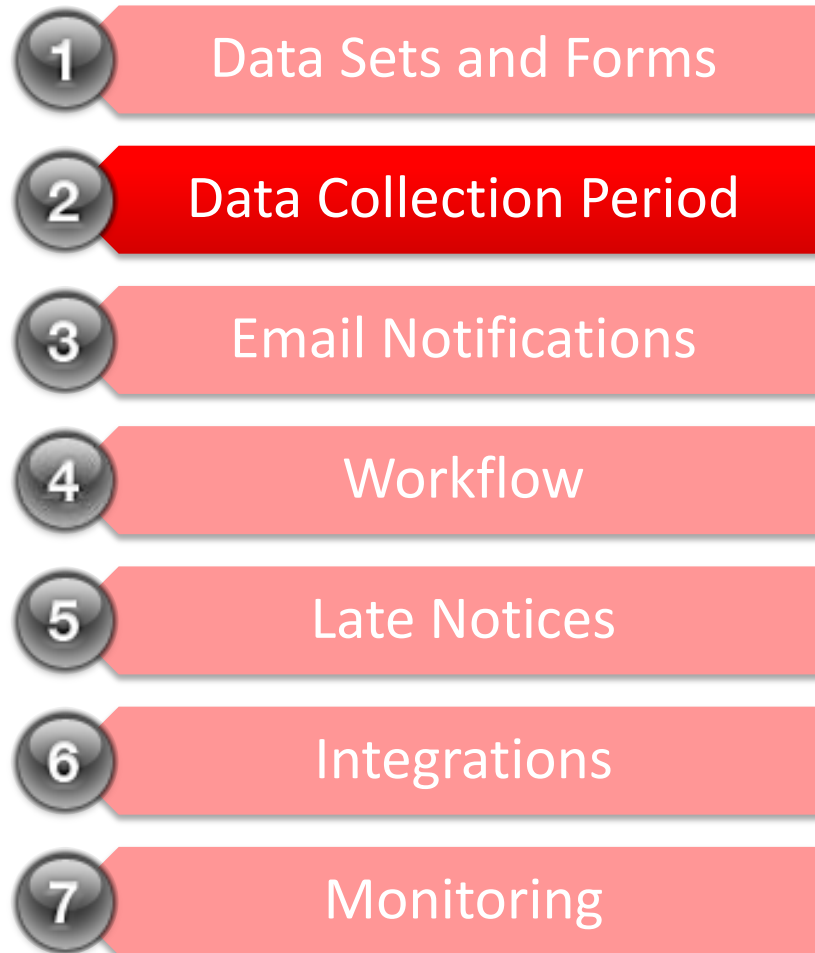 1 Data Sets and Forms
2 Data Collection Period
3 Email Notifications
4 Workflow
5 Late Notices
6 Integrations
7 Monitoring